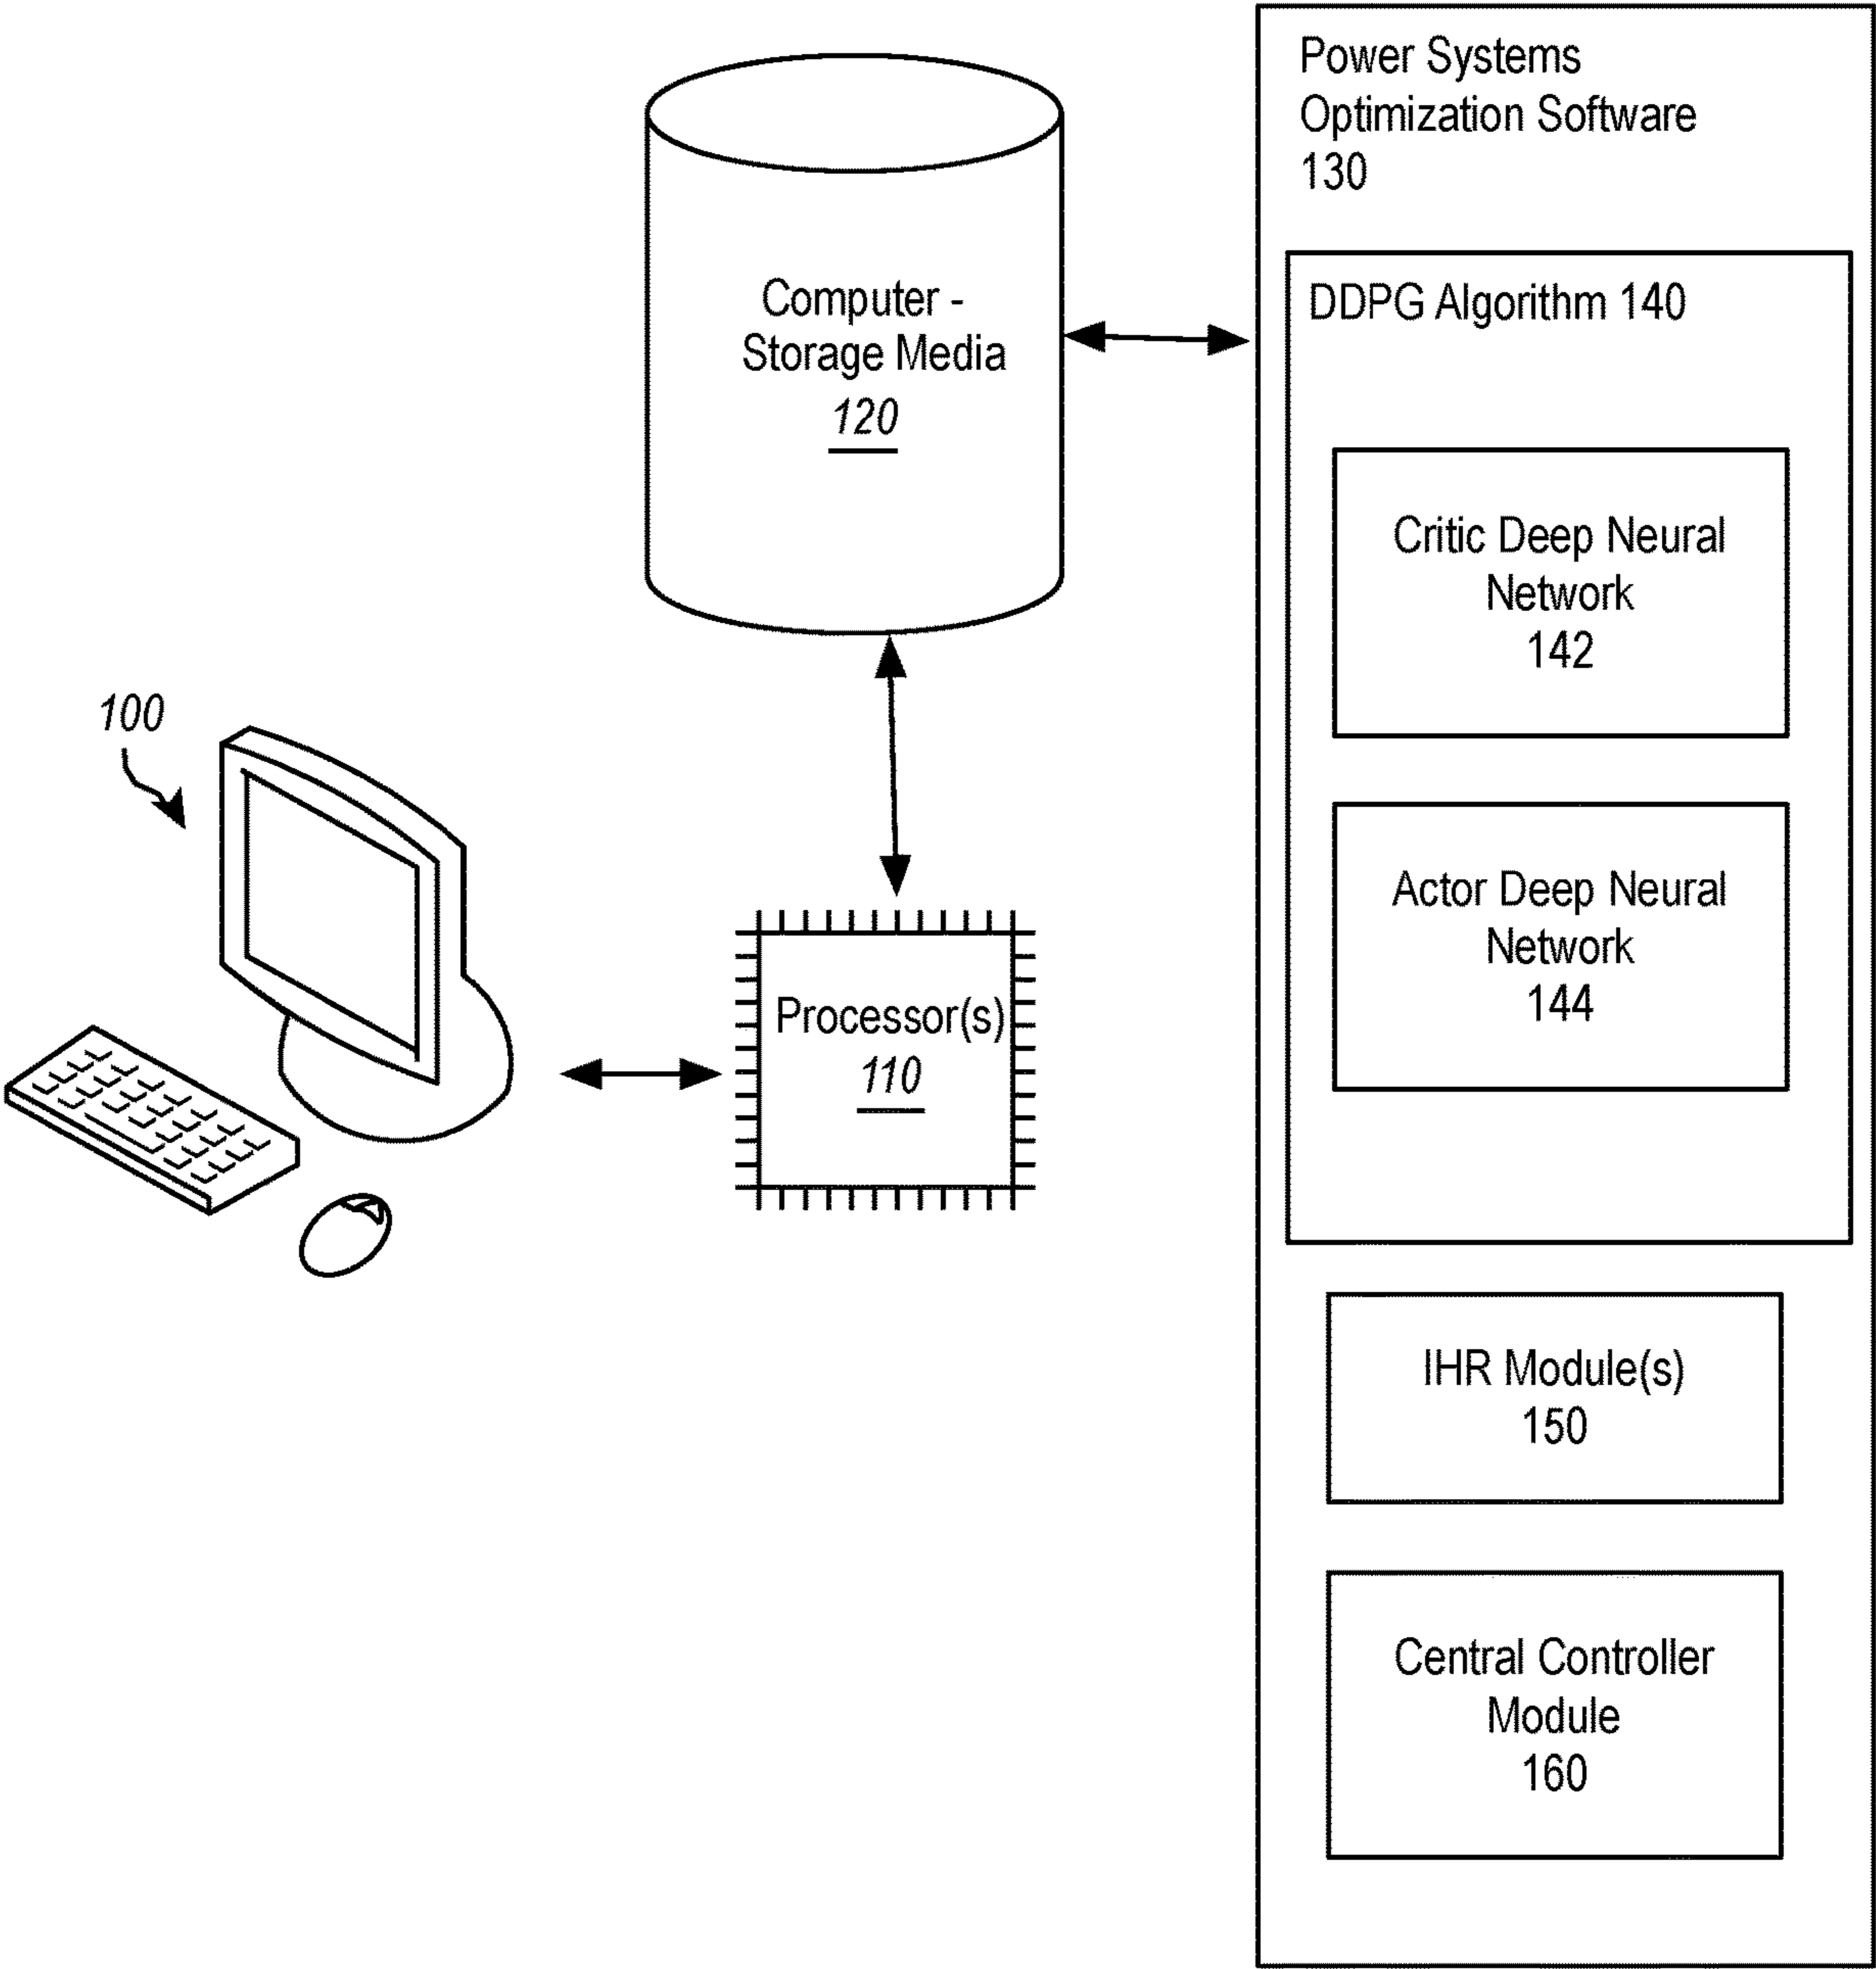 Power Systems
Optimization Software
130
DDPG Algorithm 140
Computer -
Storage Media
120
Critic Deep Neural
Network
142
100
Actor Deep Neural
Network
144
Processor(s)
110
IHR Module(s)
150
Central Controller
Module
160